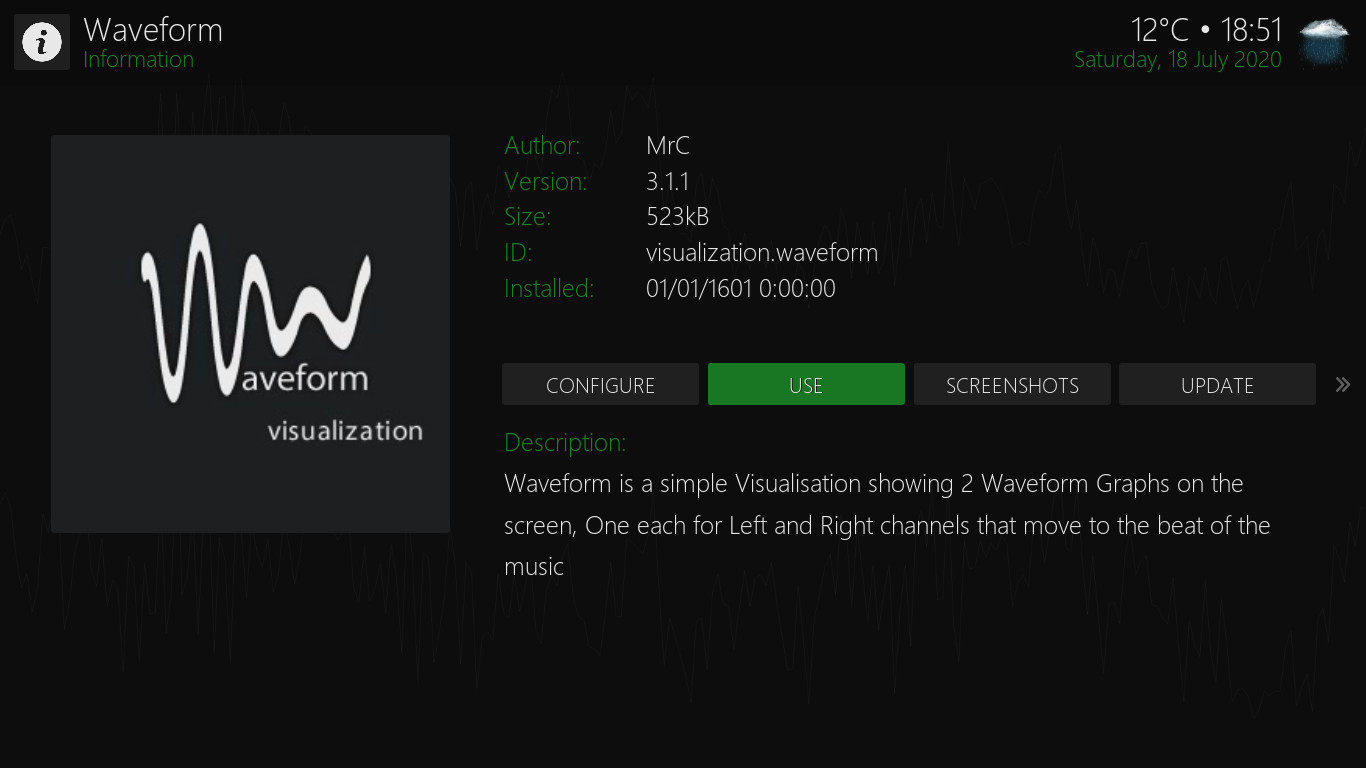 Waveform
Information
12°C • 18:51
Saturday, 18 July 2020
Waveform
visualization
Author: MrC
Version: 3.1.1
Size: 523kB
ID: visualization.waveform
Installed: 01/01/1601 0:00:00
CONFIGURE USE SCREENSHOTS UPDATE »
Description:
Waveform is a simple Visualisation showing 2 Waveform Graphs on the
screen, One each for Left and Right channels that move to the beat of the
music